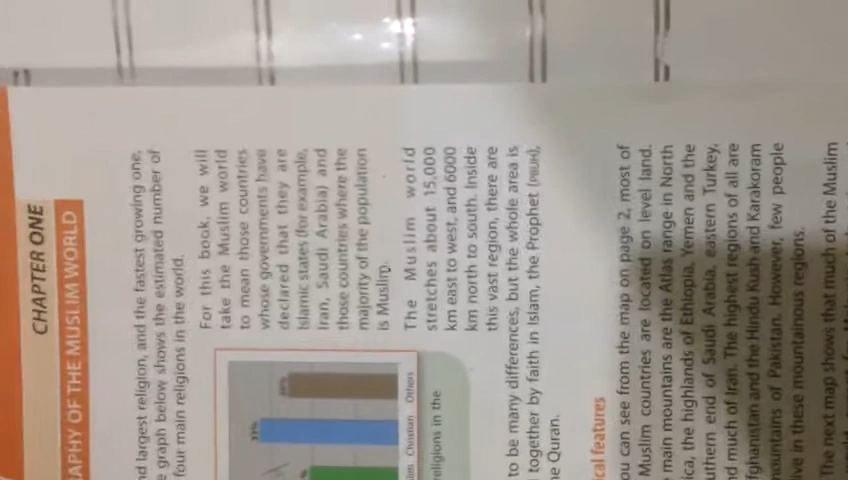 CHAPTER ONE
APHY OF THE MUSLIM WORLD
nd largest religion, and the fastest growing one,
e graph below shows the estimated number of
four main religions in the world.
For this book, we will
take the Muslim world
to mean those countries
whose governments have
declared that they are
Islamic states (for example,
Iran, Saudi Arabia) and
those countries where the
majority of the population
is Muslim.
The Muslim world
stretches about 15,000
km east to west, and 6000
km north to south. Inside
this vast region, there are
to be many differences, but the whole area is
together by faith in Islam, the Prophet (PBUH),
e Quran.
33%
Christian Others
religions in the
cal features
ou can see from the map on page 2, most of
Muslim countries are located on level land.
main mountains are the Atlas range in North
ica, the highlands of Ethiopia, Yemen and the
uthern end of Saudi Arabia, eastern Turkey,
nd much of Iran. The highest regions of all are
fghanistan and the Hindu Kush and Karakoram
mountains of Pakistan. However, few people
ive in these mountainous regions.
The next map shows that much of the Muslim